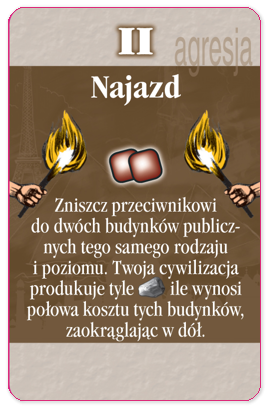 II
agresja
Najazd
Zniszcz przeciwnikowi
do dwóch budynków publicz-
nych tego samego rodzaju
i poziomu. Twoja cywilizacja
produkuje tyle ile wynosi
połowa kosztu tych budynków,
zaokrąglając w dół.